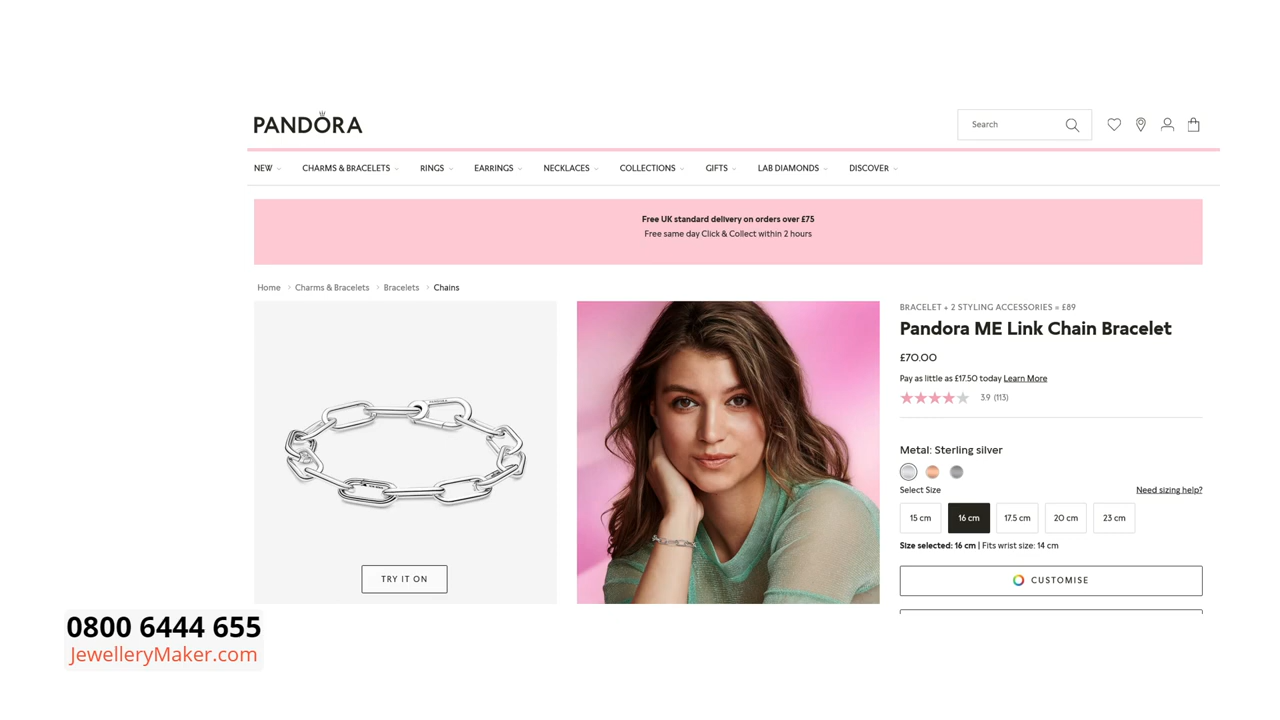 PANDORA
Search
NEW
CHARMS & BRACELETS
RINGS
EARRINGS
NECKLACES
COLLECTIONS
GIFTS
LAB DIAMONDS
DISCOVER
Free UK standard delivery on orders over £75
Free same day Click & Collect within 2 hours
Home > Charms & Bracelets > Bracelets > Chains
TRY IT ON
BRACELET + 2 STYLING ACCESSORIES = £89
Pandora ME Link Chain Bracelet
£70.00
Pay as little as £17.50 today Learn More
3.9 (113)
Metal: Sterling silver
Select Size
Need sizing help?
15 cm
16 cm
17.5 cm
20 cm
23 cm
Size selected: 16 cm | Fits wrist size: 14 cm
CUSTOMISE
0800 6444 655
JewelleryMaker.com